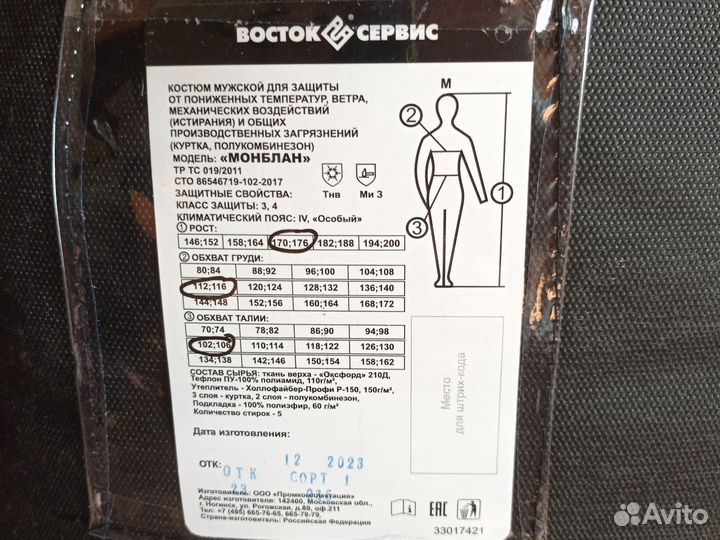 ВОСТОК СЕРВИС
КОСТЮМ МУЖСКОЙ ДЛЯ ЗАЩИТЫ
ОТ ПОНИЖЕННЫХ ТЕМПЕРАТУР, ВЕТРА,
МЕХАНИЧЕСКИХ ВОЗДЕЙСТВИЙ
(ИСТИРАНИЯ) И ОБЩИХ
ПРОИЗВОДСТВЕННЫХ ЗАГРЯЗНЕНИЙ
(КУРТКА, ПОЛУКОМБИНЕЗОН)
МОДЕЛЬ: «МОНБЛАН»
ТР ТС 019/2011
СТО 86546719-102-2017
ЗАЩИТНЫЕ СВОЙСТВА: Тнв Ми 3
КЛАСС ЗАЩИТЫ: 3, 4
КЛИМАТИЧЕСКИЙ ПОЯС: IV, «Особый»
1 РОСТ:
146;152 158;164 170;176 182;188 194;200
2 ОБХВАТ ГРУДИ:
80;84 88;92 96;100 104;108
112;116 120;124 128;132 136;140
144;148 152;156 160;164 168;172
3 ОБХВАТ ТАЛИИ:
70;74 78;82 86;90 94;98
102;106 110;114 118;122 126;130
134;138 142;146 150;154 158;162
СОСТАВ СЫРЬЯ: ткань верха - «Оксфорд» 210Д,
Тефлон ПУ-100% полиамид, 110г/м²,
Утеплитель - Холлофайбер-Профи Р-150, 150г/м²,
3 слоя - куртка, 2 слоя - полукомбинезон,
Подкладка - 100% полиэфир, 60 г/м²
Количество стирок - 5
Дата изготовления:
ОТК: 12 2023
ОТК СОРТ 1
23
Изготовитель: ООО «Промкомплектация»
Адрес изготовителя: 142400, Московская обл.,
г. Ногинск, ул. Рогожская, д.89, оф.211
Тел: +7 (495) 665-76-65, 665-79-79.
Страна-изготовитель: Российская Федерация
М
1
2
3
Место
для штрих-кода
EAC
33017421
Avito